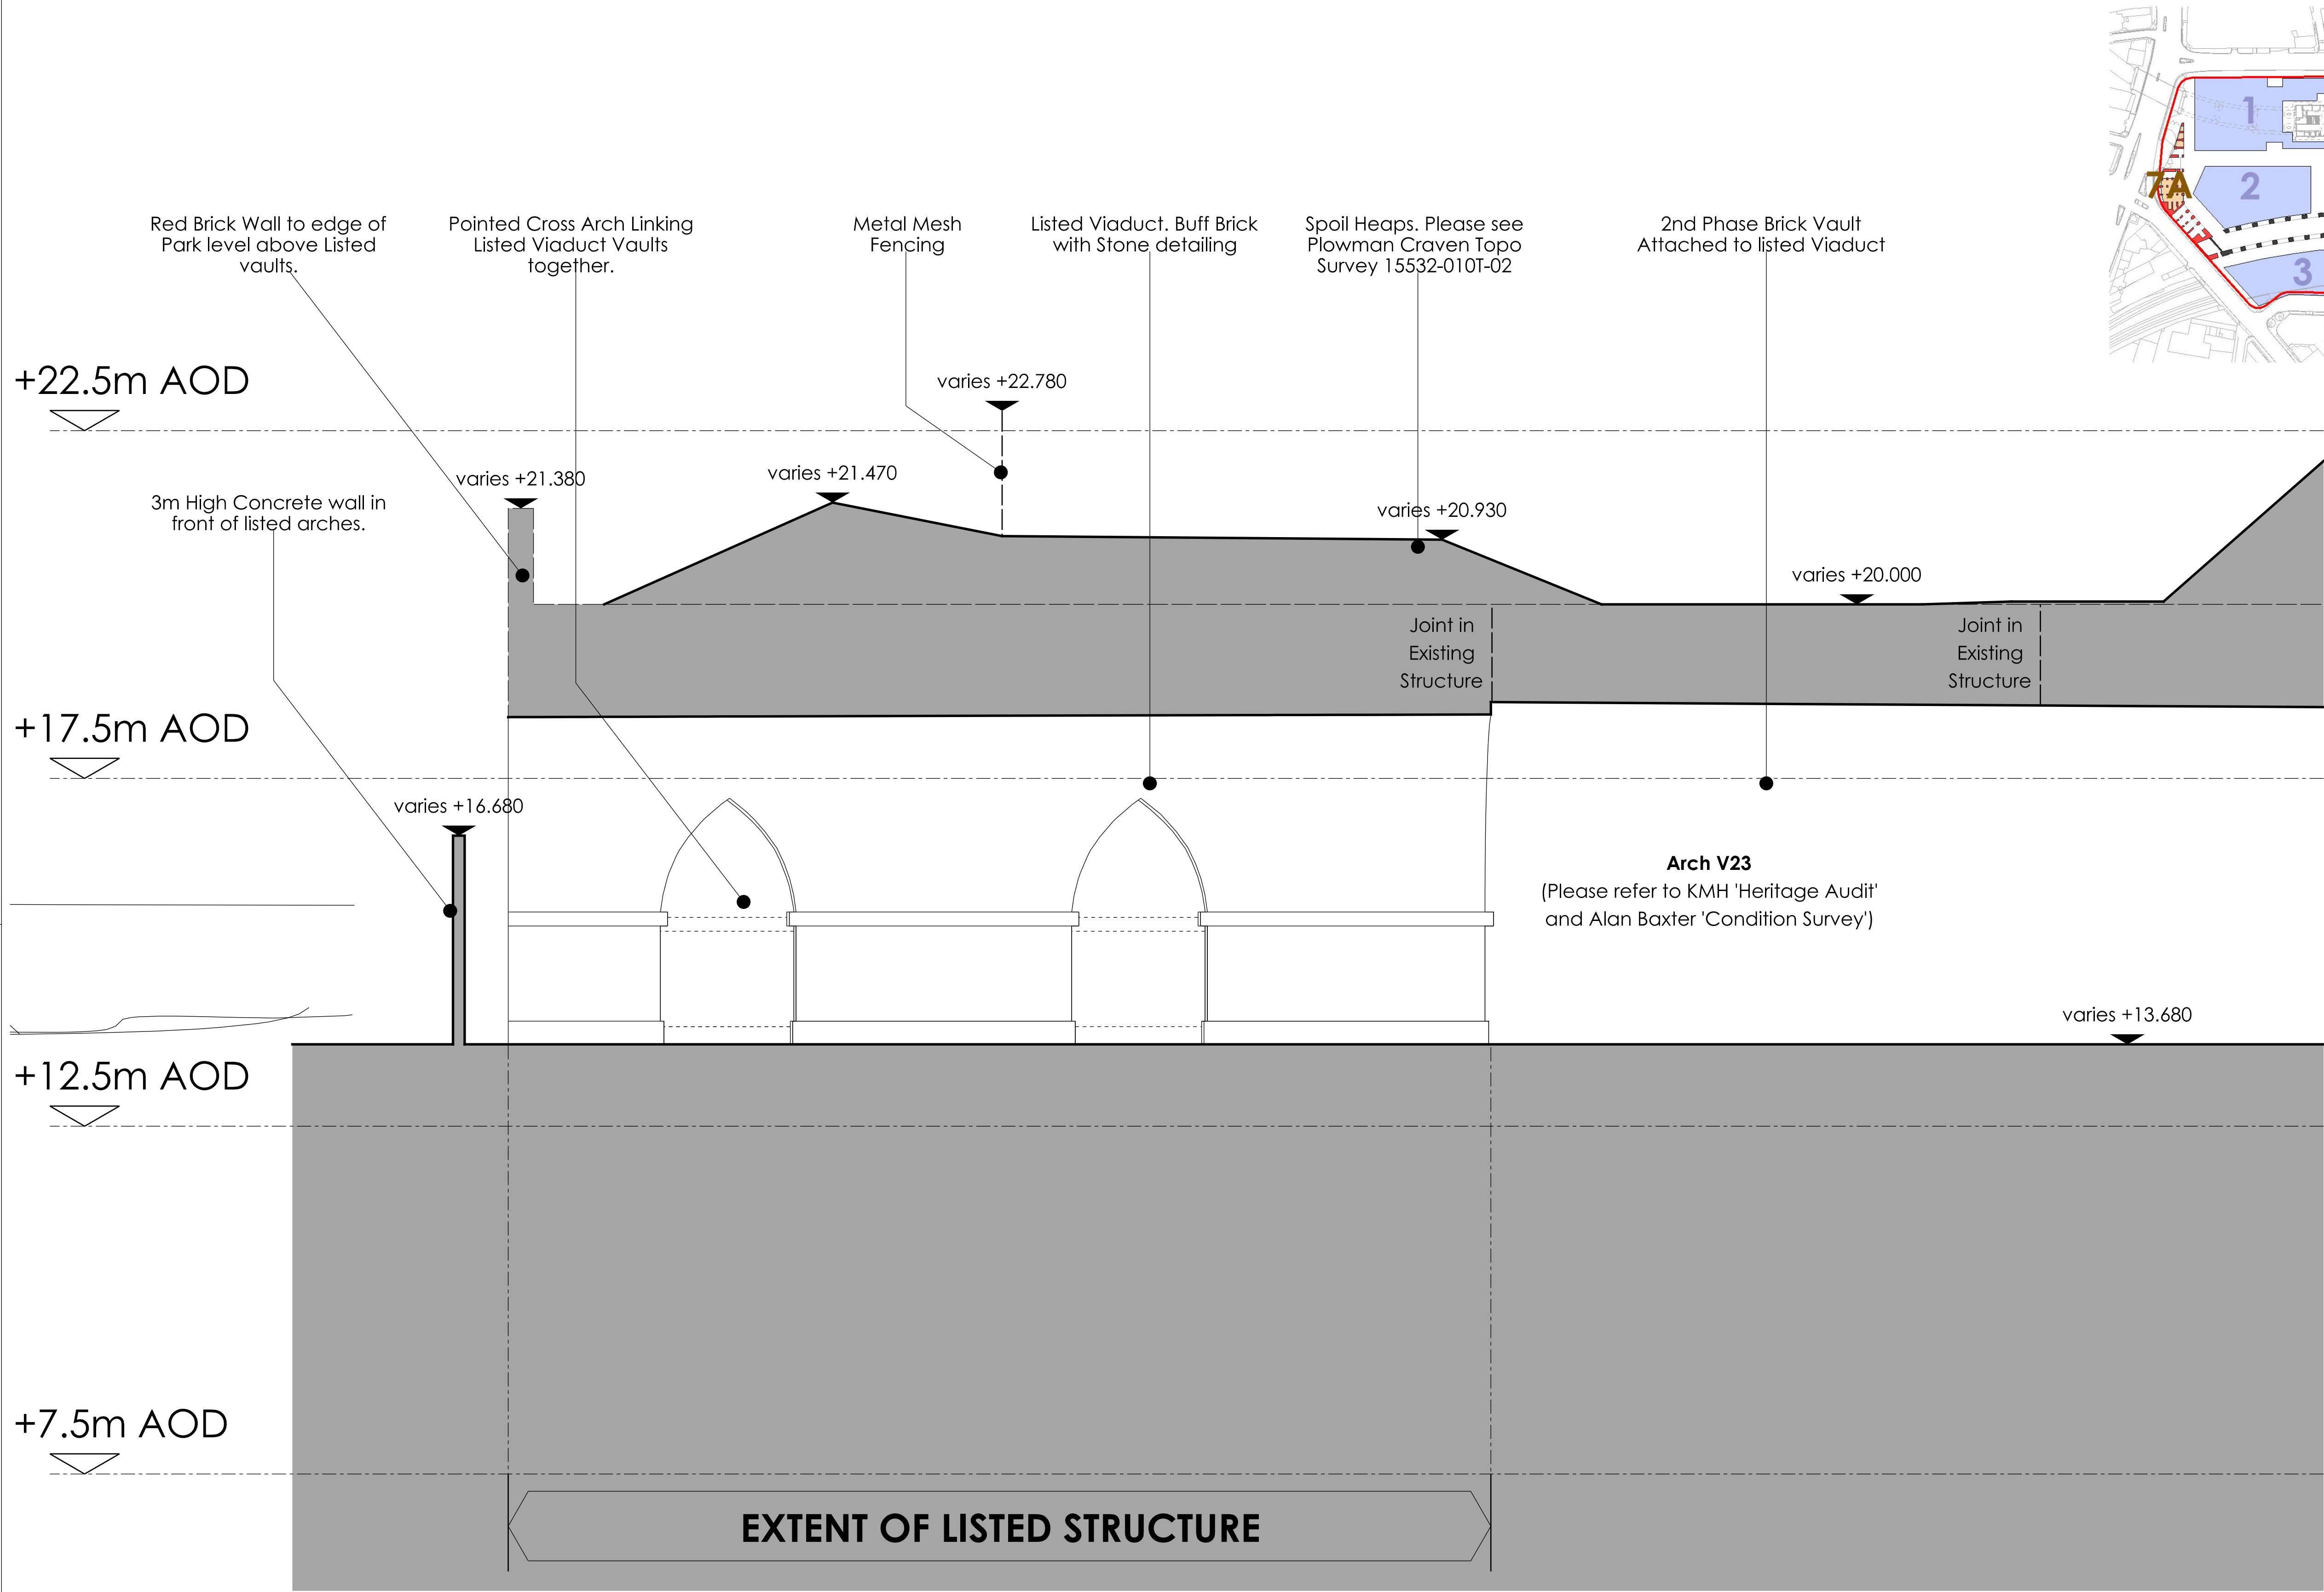 1
2
7A
3
Red Brick Wall to edge of
Park level above Listed
vaults.
Pointed Cross Arch Linking
Listed Viaduct Vaults
together.
Metal Mesh
Fencing
Listed Viaduct. Buff Brick
with Stone detailing
Spoil Heaps. Please see
Plowman Craven Topo
Survey 15532-010T-02
2nd Phase Brick Vault
Attached to listed Viaduct
+22.5m AOD
varies +22.780
varies +21.380
varies +21.470
3m High Concrete wall in
front of listed arches.
varies +20.930
varies +20.000
Joint in
Existing
Structure
Joint in
Existing
Structure
+17.5m AOD
varies +16.680
Arch V23
(Please refer to KMH 'Heritage Audit'
and Alan Baxter 'Condition Survey')
varies +13.680
+12.5m AOD
+7.5m AOD
EXTENT OF LISTED STRUCTURE